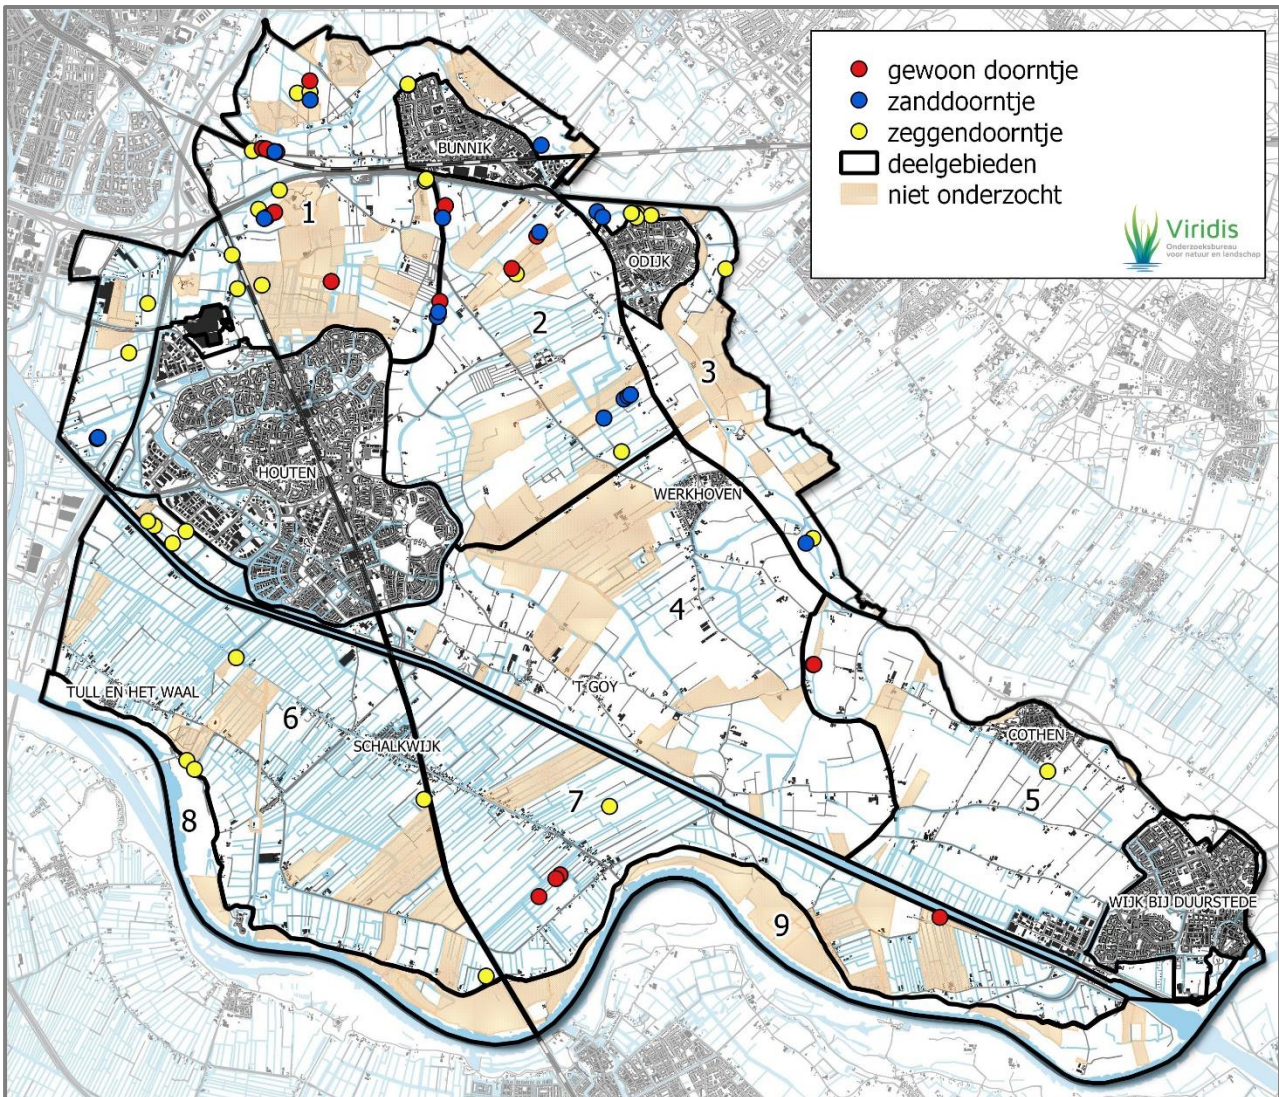 gewoon doorntje
zanddoorntje
zeggendoorntje
deelgebieden
niet onderzocht
Viridis
Onderzoeksbureau
voor natuur en landschap
BUNNIK
1
ODIJK
2
3
HOUTEN
WERKHOVEN
4
TULL EN HET WAAL
'T GOY
6
SCHALKWIJK
COTHEN
7
5
8
WIJK BIJ DUURSTEDE
9